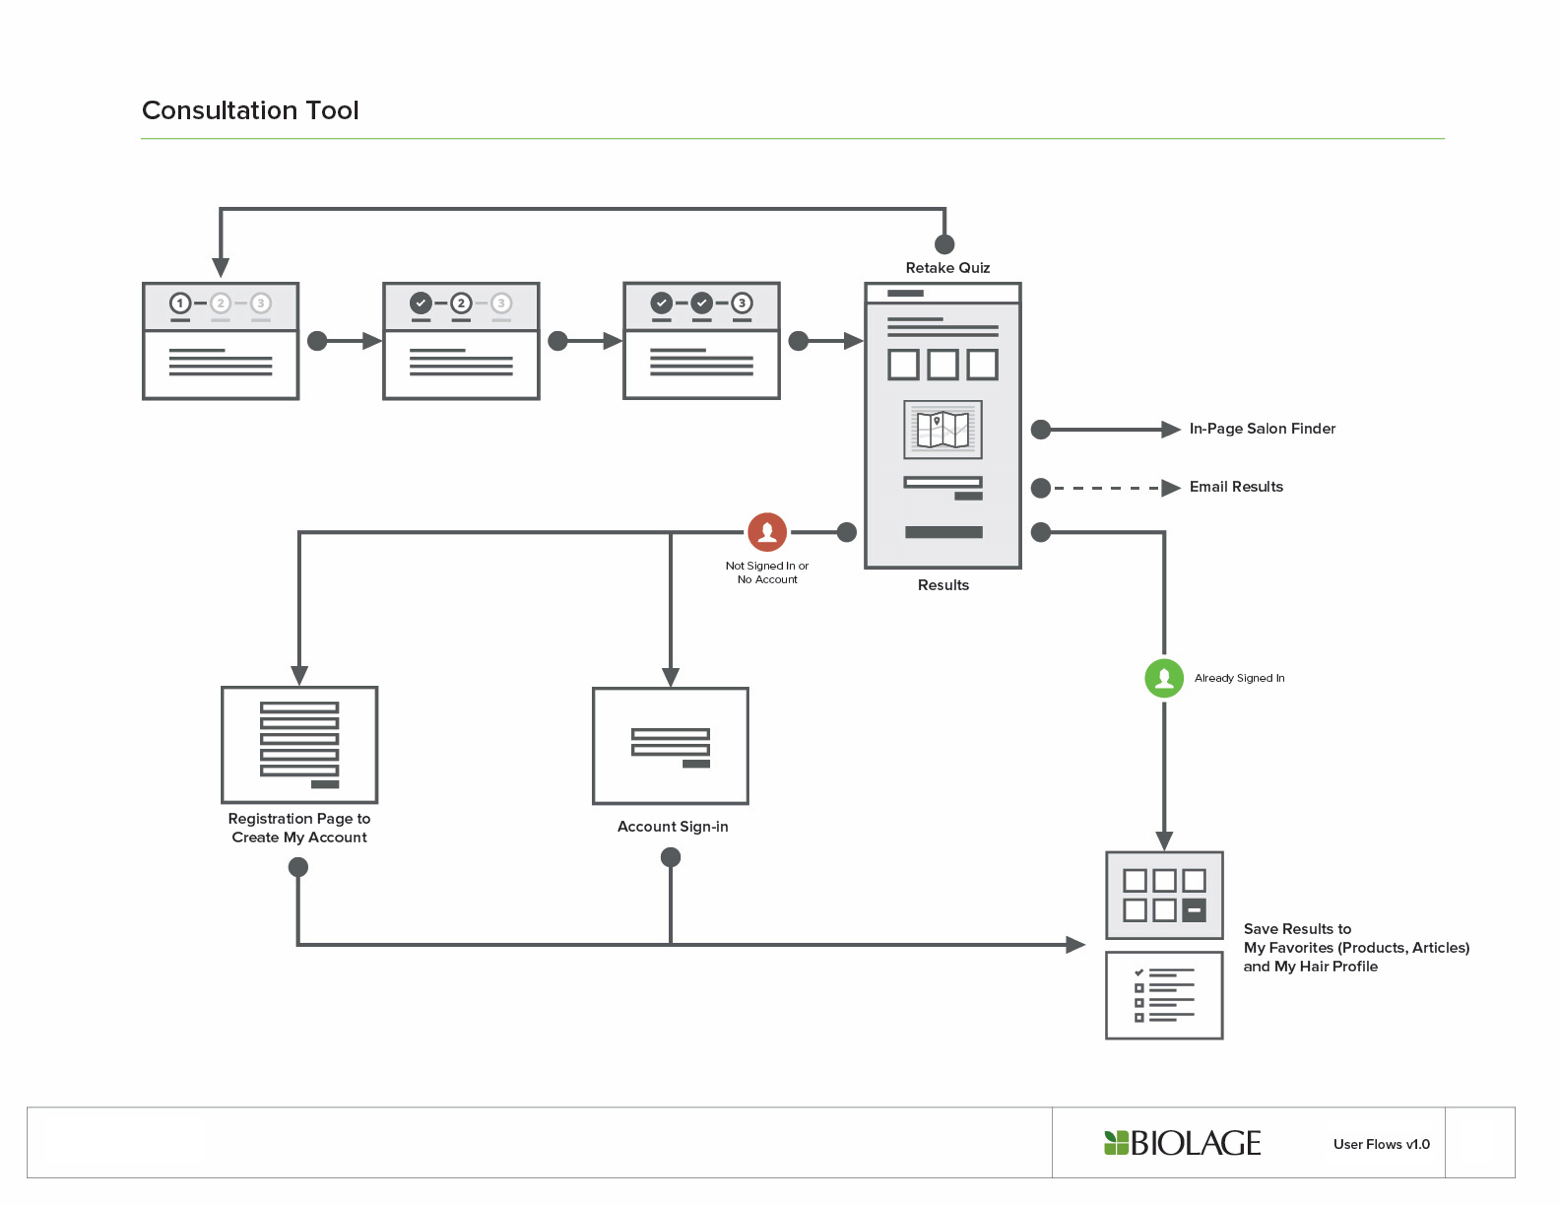 Consultation Tool
Retake Quiz
1 2 3
2 3
3
In-Page Salon Finder
Email Results
Not Signed In or
No Account
Results
Already Signed In
Registration Page to
Create My Account
Account Sign-in
Save Results to
My Favorites (Products, Articles)
and My Hair Profile
BIOLAGE
User Flows v1.0